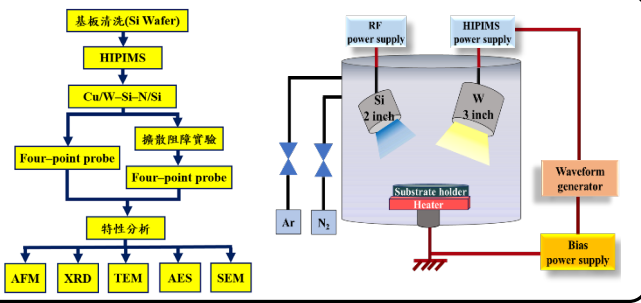 基板清洗(Si Wafer)
HIPIMS
Cu/W–Si–N/Si
擴散阻障實驗
Four–point probe
Four–point probe
特性分析
AFM
XRD
TEM
AES
SEM
RF
power supply
HIPIMS
power supply
Si
2 inch
W
3 inch
Substrate holder
Heater
Ar
N₂
Waveform
generator
Bias
power supply